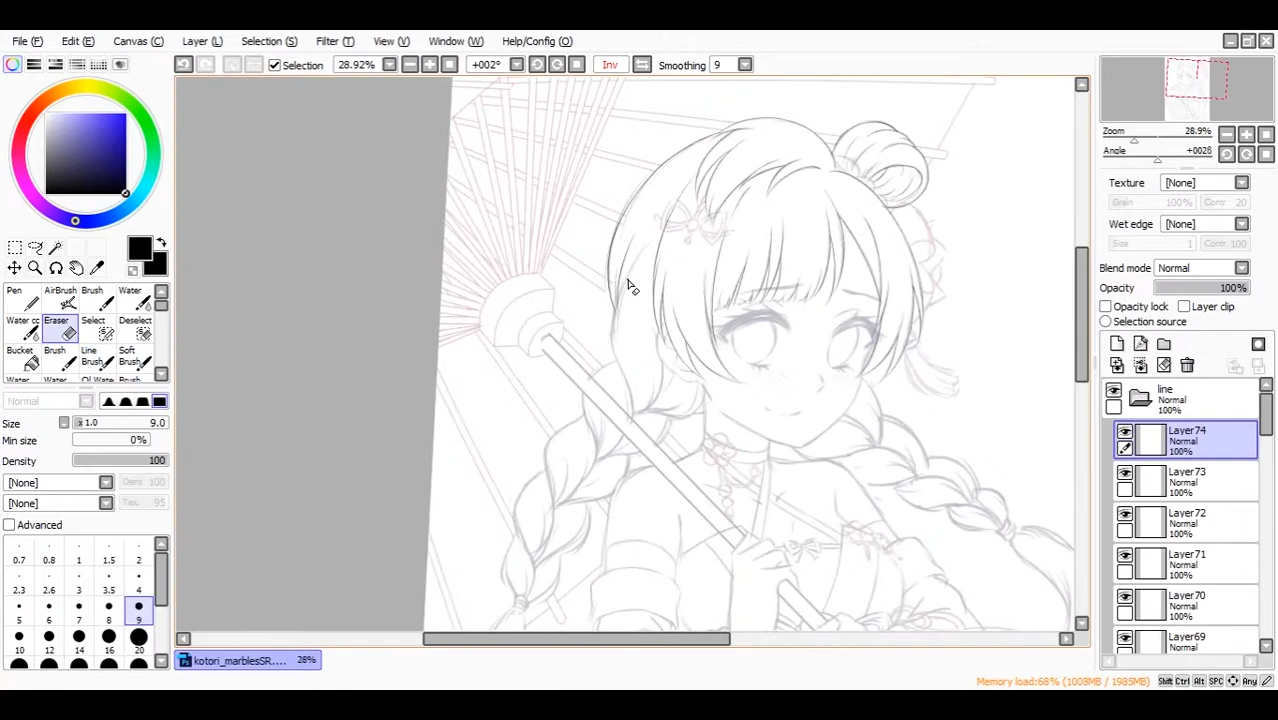 File (F) Edit (E) Canvas (C) Layer (L) Selection (S) Filter (T) View (V) Window (W) Help/Config (O)
Selection 28.92% +002° Inv Smoothing 9
Zoom 28.9%
Angle +0028
Texture [None]
Grain 100% Contr 20
Wet edge [None]
Size 1 Contr 100
Blend mode Normal
Opacity 100%
Opacity lock Layer clip
Selection source
line
Normal
100%
Layer74
Normal
100%
Layer73
Normal
100%
Layer72
Normal
100%
Layer71
Normal
100%
Layer70
Normal
100%
Layer69
Normal
Pen AirBrush Brush Water
Water cc Eraser Select Deselect
Bucket Brush Line Brush Soft Brush
Water Water Oil Wate Water
Normal
Size x 1.0 9.0
Min size 0%
Density 100
[None] Dens 100
[None] Tex. 95
Advanced
0.7 0.8 1 1.5 2
2.3 2.6 3 3.5 4
5 6 7 8 9
10 12 14 16 20
kotori_marblesSR.... 28%
Memory load:68% (1008MB / 1985MB) Shift Ctrl Alt SPC Any